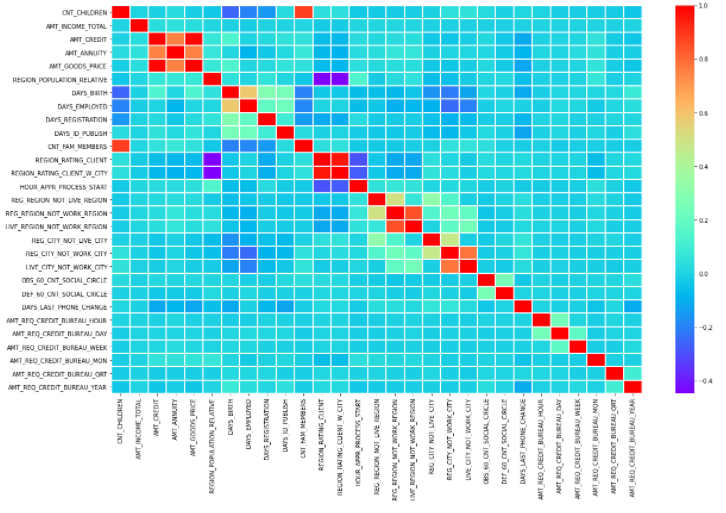 CNT_CHILDREN
AMT_INCOME_TOTAL
AMT_CREDIT
AMT_ANNUITY
AMT_GOODS_PRICE
REGION_POPULATION_RELATIVE
DAYS_BIRTH
DAYS_EMPLOYED
DAYS_REGISTRATION
DAYS_ID_PUBLISH
CNT_FAM_MEMBERS
REGION_RATING_CLIENT
REGION_RATING_CLIENT_W_CITY
HOUR_APPR_PROCESS_START
REG_REGION_NOT_LIVE_REGION
REG_REGION_NOT_WORK_REGION
LIVE_REGION_NOT_WORK_REGION
REG_CITY_NOT_LIVE_CITY
REG_CITY_NOT_WORK_CITY
LIVE_CITY_NOT_WORK_CITY
OBS_60_CNT_SOCIAL_CIRCLE
DEF_60_CNT_SOCIAL_CIRCLE
DAYS_LAST_PHONE_CHANGE
AMT_REQ_CREDIT_BUREAU_HOUR
AMT_REQ_CREDIT_BUREAU_DAY
AMT_REQ_CREDIT_BUREAU_WEEK
AMT_REQ_CREDIT_BUREAU_MON
AMT_REQ_CREDIT_BUREAU_QRT
AMT_REQ_CREDIT_BUREAU_YEAR
CNT_CHILDREN
AMT_INCOME_TOTAL
AMT_CREDIT
AMT_ANNUITY
AMT_GOODS_PRICE
REGION_POPULATION_RELATIVE
DAYS_BIRTH
DAYS_EMPLOYED
DAYS_REGISTRATION
DAYS_ID_PUBLISH
CNT_FAM_MEMBERS
REGION_RATING_CLIENT
REGION_RATING_CLIENT_W_CITY
HOUR_APPR_PROCESS_START
REG_REGION_NOT_LIVE_REGION
REG_REGION_NOT_WORK_REGION
LIVE_REGION_NOT_WORK_REGION
REG_CITY_NOT_LIVE_CITY
REG_CITY_NOT_WORK_CITY
LIVE_CITY_NOT_WORK_CITY
OBS_60_CNT_SOCIAL_CIRCLE
DEF_60_CNT_SOCIAL_CIRCLE
DAYS_LAST_PHONE_CHANGE
AMT_REQ_CREDIT_BUREAU_HOUR
AMT_REQ_CREDIT_BUREAU_DAY
AMT_REQ_CREDIT_BUREAU_WEEK
AMT_REQ_CREDIT_BUREAU_MON
AMT_REQ_CREDIT_BUREAU_QRT
AMT_REQ_CREDIT_BUREAU_YEAR
1.0
0.8
0.6
0.4
0.2
0.0
-0.2
-0.4